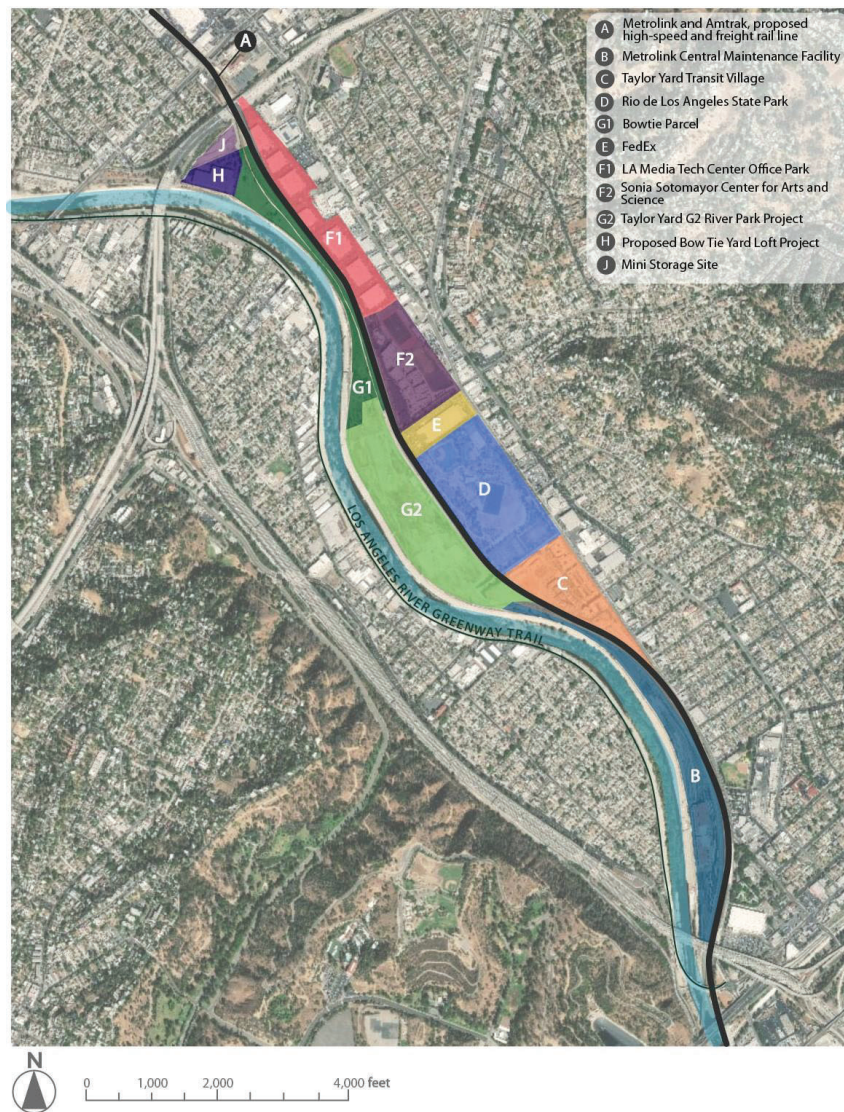 A Metrolink and Amtrak, proposed
high-speed and freight rail line
B Metrolink Central Maintenance Facility
C Taylor Yard Transit Village
D Rio de Los Angeles State Park
G1 Bowtie Parcel
E FedEx
F1 LA Media Tech Center Office Park
F2 Sonia Sotomayor Center for Arts and
Science
G2 Taylor Yard G2 River Park Project
H Proposed Bow Tie Yard Loft Project
J Mini Storage Site
A
J
H
F1
F2
G1
E
D
G2
C
LOS ANGELES RIVER GREENWAY TRAIL
B
N
0 1,000 2,000 4,000 feet